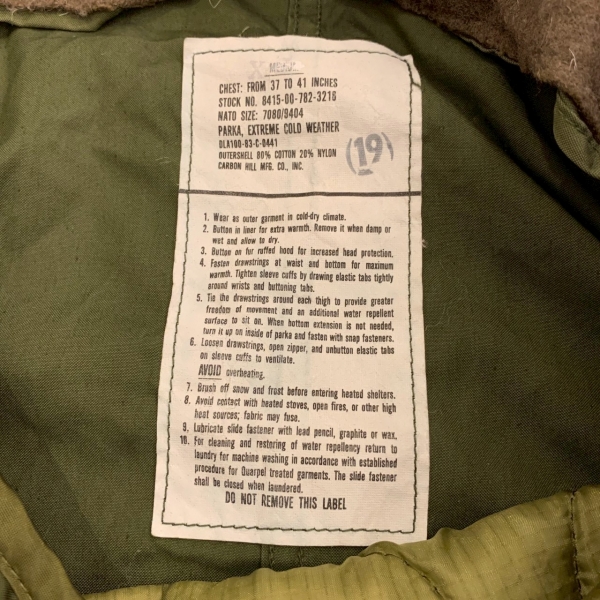 MEDIUM
CHEST: FROM 37 TO 41 INCHES
STOCK NO. 8415-00-782-3218
NATO SIZE: 7080/9404
PARKA, EXTREME COLD WEATHER
DLA100-83-C-0441
OUTERSHELL 80% COTTON 20% NYLON
CARBON HILL MFG. CO., INC.
(19)
1. Wear as outer garment in cold-dry climate.
2. Button in liner for extra warmth. Remove it when damp or
wet and allow to dry.
3. Button on fur ruffed hood for increased head protection.
4. Fasten drawstrings at waist and bottom for maximum
warmth. Tighten sleeve cuffs by drawing elastic tabs tightly
around wrists and buttoning tabs.
5. Tie the drawstrings around each thigh to provide greater
freedom of movement and an additional water repellent
surface to sit on. When bottom extension is not needed,
turn it up on inside of parka and fasten with snap fasteners.
6. Loosen drawstrings, open zipper, and unbutton elastic tabs
on sleeve cuffs to ventilate.
AVOID overheating.
7. Brush off snow and frost before entering heated shelters.
8. Avoid contact with heated stoves, open fires, or other high
heat sources; fabric may fuse.
9. Lubricate slide fastener with lead pencil, graphite or wax.
10. For cleaning and restoring of water repellency return to
laundry for machine washing in accordance with established
procedure for Quarpel treated garments. The slide fastener
shall be closed when laundered.
DO NOT REMOVE THIS LABEL